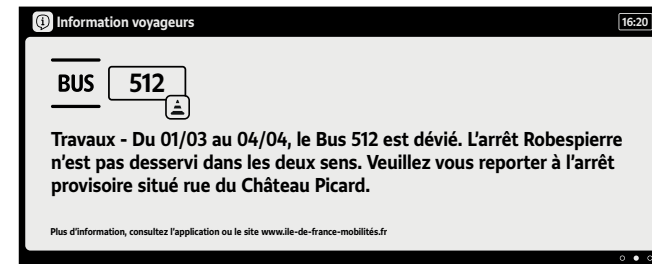 Information voyageurs
16:20
BUS 512
Travaux - Du 01/03 au 04/04, le Bus 512 est dévié. L'arrêt Robespierre
n'est pas desservi dans les deux sens. Veuillez vous reporter à l'arrêt
provisoire situé rue du Château Picard.
Plus d'information, consultez l'application ou le site www.ile-de-france-mobilités.fr